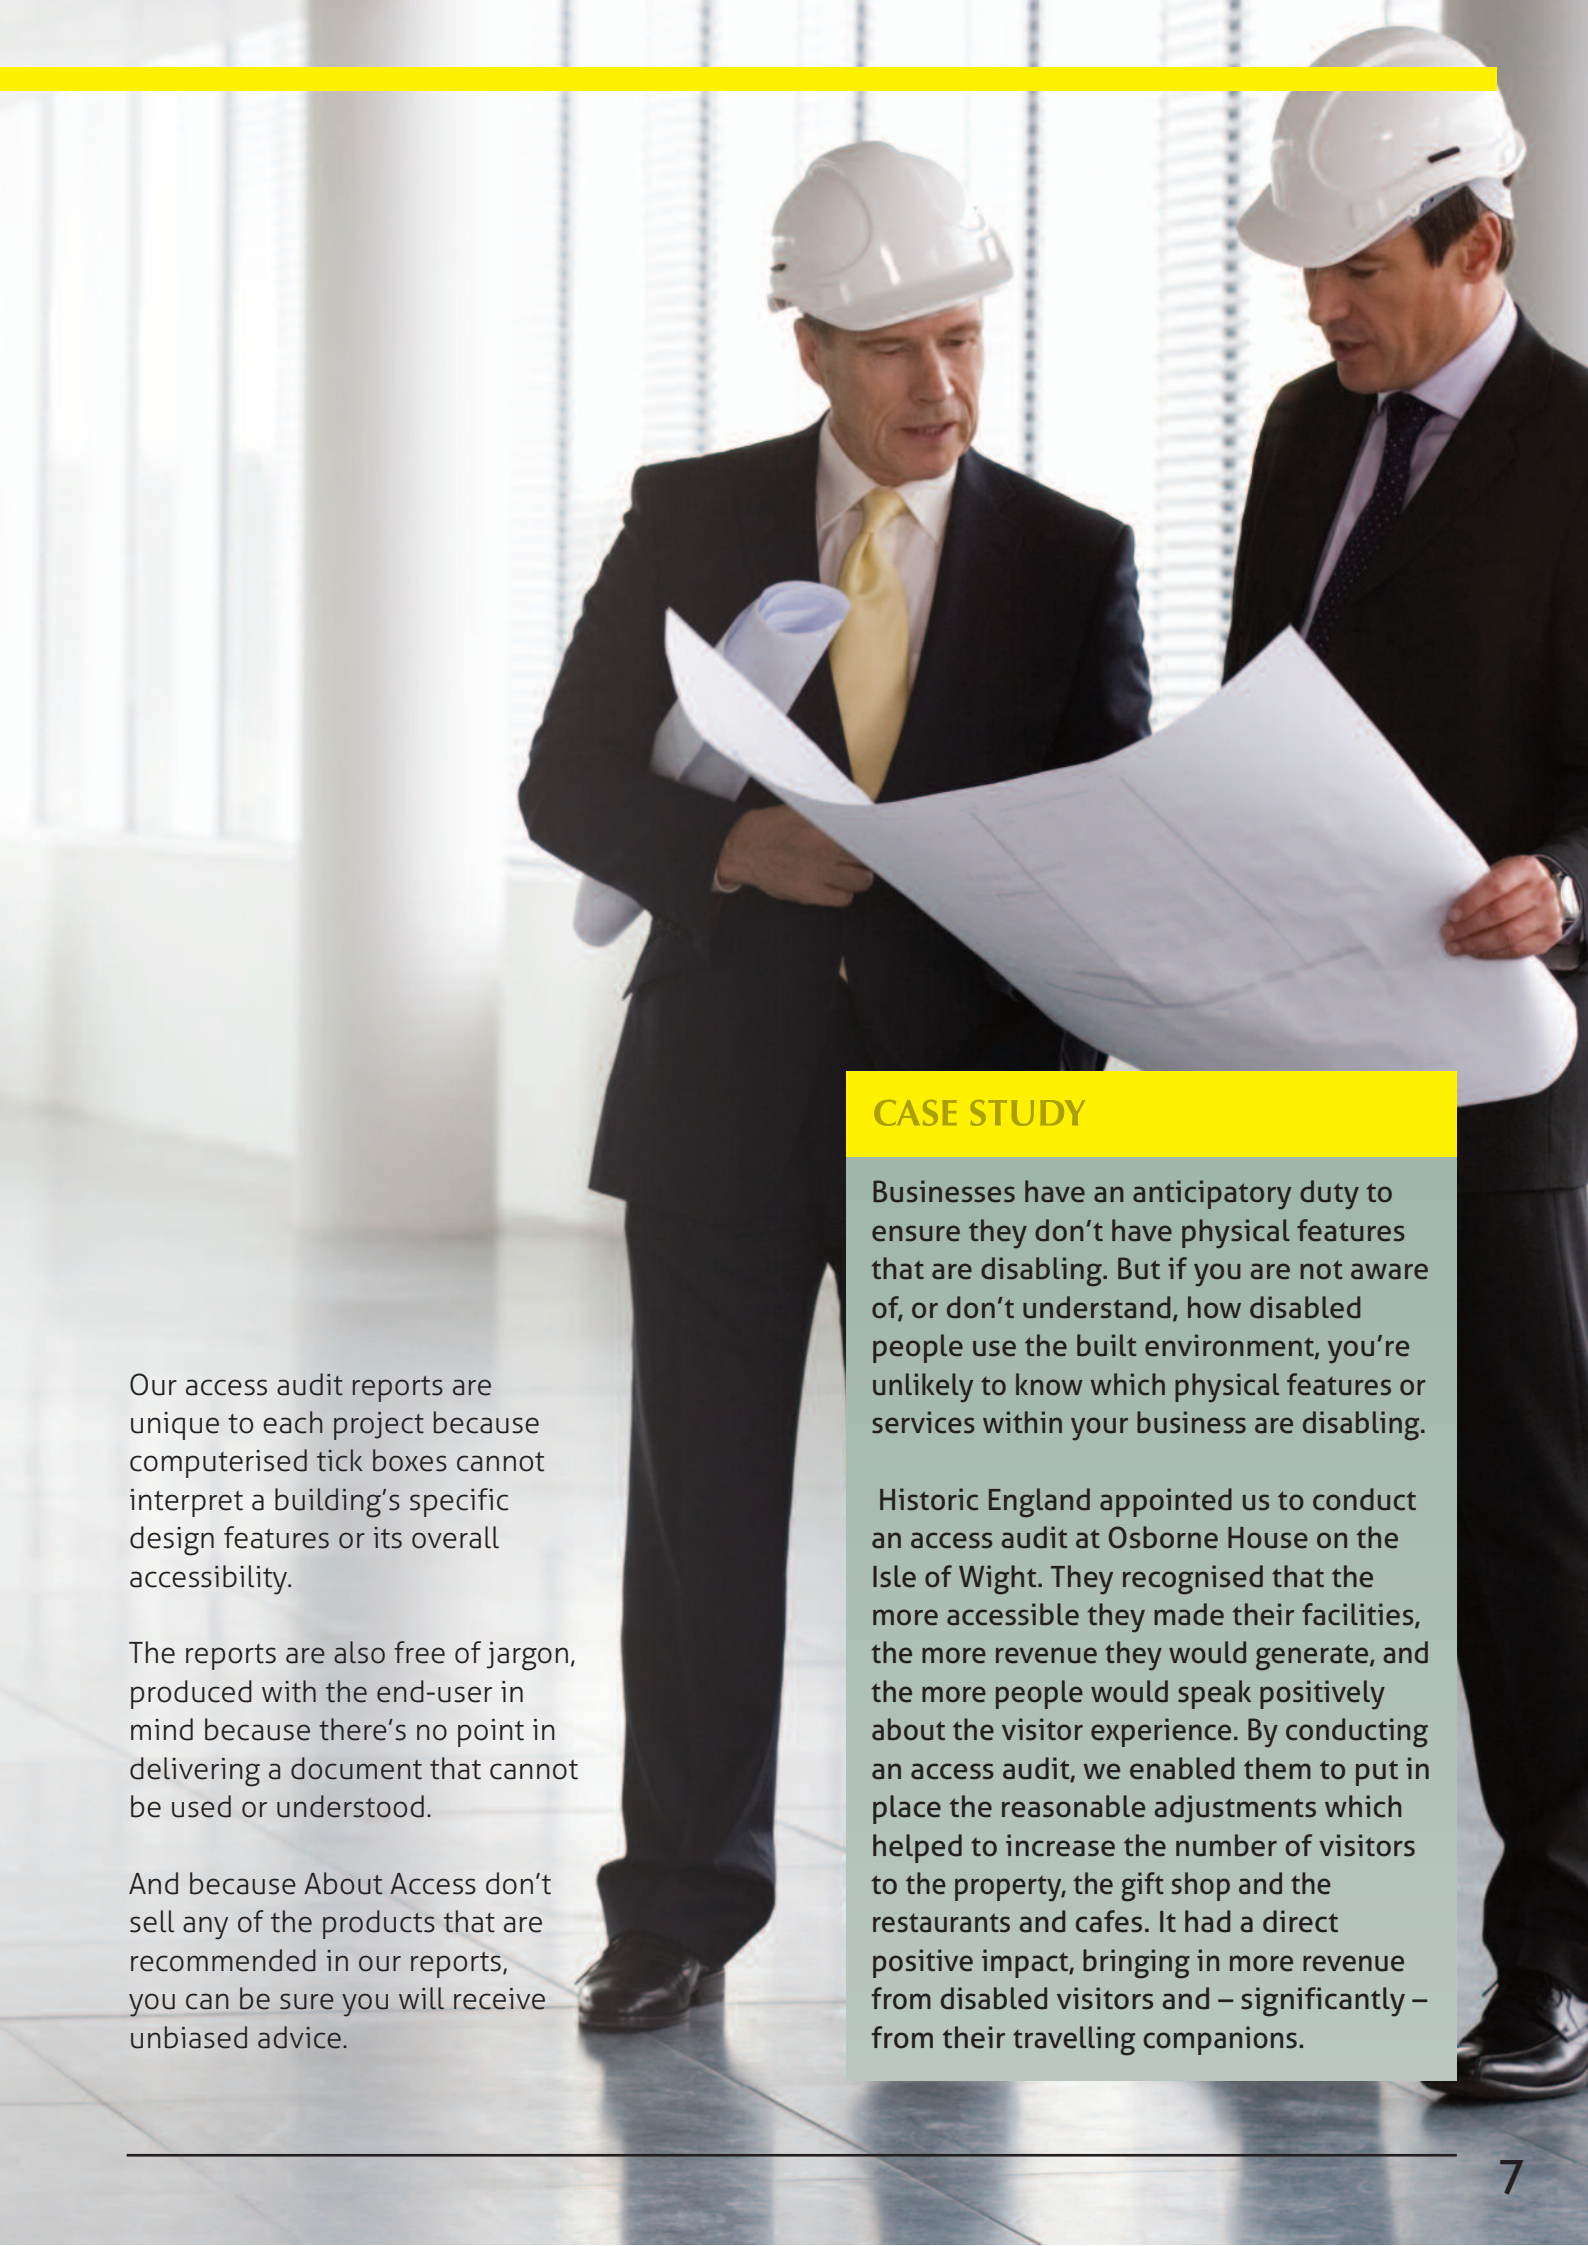 Our access audit reports are
unique to each project because
computerised tick boxes cannot
interpret a building's specific
design features or its overall
accessibility.
The reports are also free of jargon,
produced with the end-user in
mind because there's no point in
delivering a document that cannot
be used or understood.
And because About Access don't
sell any of the products that are
recommended in our reports,
you can be sure you will receive
unbiased advice.
CASE STUDY
Businesses have an anticipatory duty to
ensure they don't have physical features
that are disabling. But if you are not aware
of, or don't understand, how disabled
people use the built environment, you're
unlikely to know which physical features or
services within your business are disabling.
Historic England appointed us to conduct
an access audit at Osborne House on the
Isle of Wight. They recognised that the
more accessible they made their facilities,
the more revenue they would generate, and
the more people would speak positively
about the visitor experience. By conducting
an access audit, we enabled them to put in
place the reasonable adjustments which
helped to increase the number of visitors
to the property, the gift shop and the
restaurants and cafes. It had a direct
positive impact, bringing in more revenue
from disabled visitors and – significantly –
from their travelling companions.
7